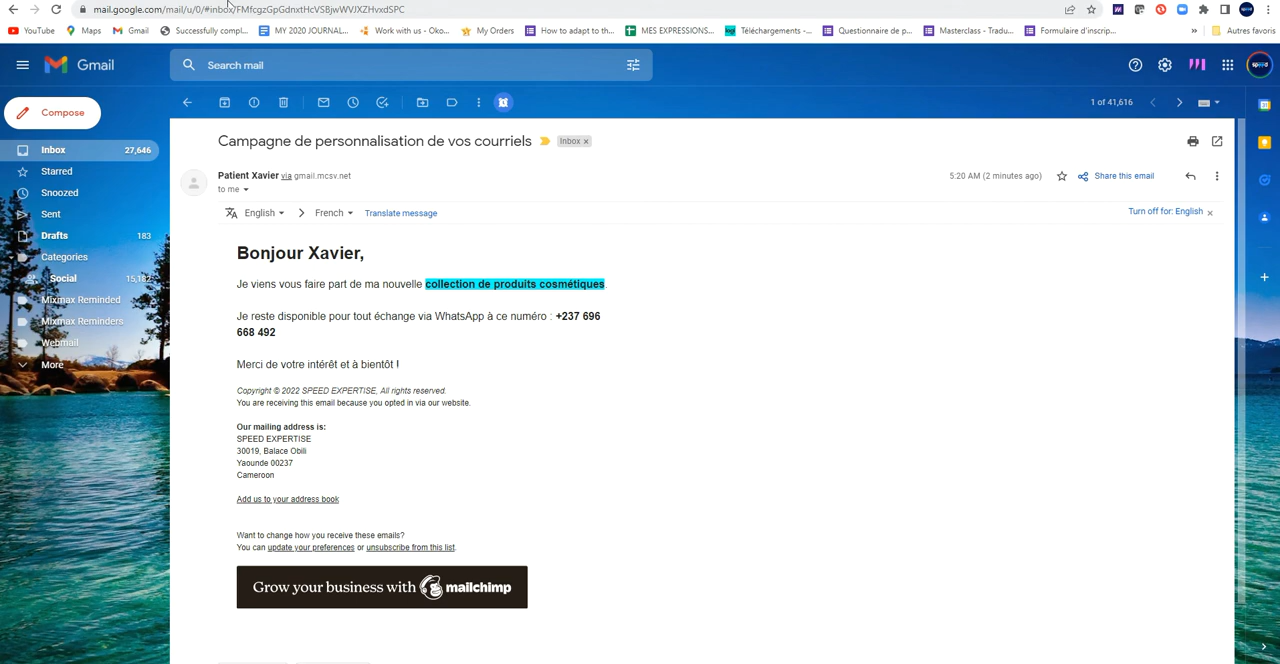 mail.google.com/mail/u/0/#inbox/FMfcgzGpGdnxtHcVSBjwWVJXZHvxdSPC
YouTube Maps Gmail Successfully compl... MY 2020 JOURNAL... Work with us - Oko... My Orders How to adapt to th... MES EXPRESSIONS... Téléchargements -... Questionnaire de p... Masterclass - Tradu... Formulaire d'inscrip... » Autres favoris
Gmail Search mail
Compose
1 of 41,616
Campagne de personnalisation de vos courriels Inbox ×
Inbox 27,646
Starred
Snoozed
Sent
Drafts 183
Categories
Social 15,182
Mixmax Reminded
Mixmax Reminders
Webmail
More
Patient Xavier via gmail.mcsv.net 5:20 AM (2 minutes ago) Share this email
to me
English > French Translate message Turn off for: English ×
Bonjour Xavier,
Je viens vous faire part de ma nouvelle collection de produits cosmétiques.
Je reste disponible pour tout échange via WhatsApp à ce numéro : +237 696
668 492
Merci de votre intérêt et à bientôt !
Copyright © 2022 SPEED EXPERTISE, All rights reserved.
You are receiving this email because you opted in via our website.
Our mailing address is:
SPEED EXPERTISE
30019, Balace Obili
Yaounde 00237
Cameroon
Add us to your address book
Want to change how you receive these emails?
You can update your preferences or unsubscribe from this list.
Grow your business with mailchimp